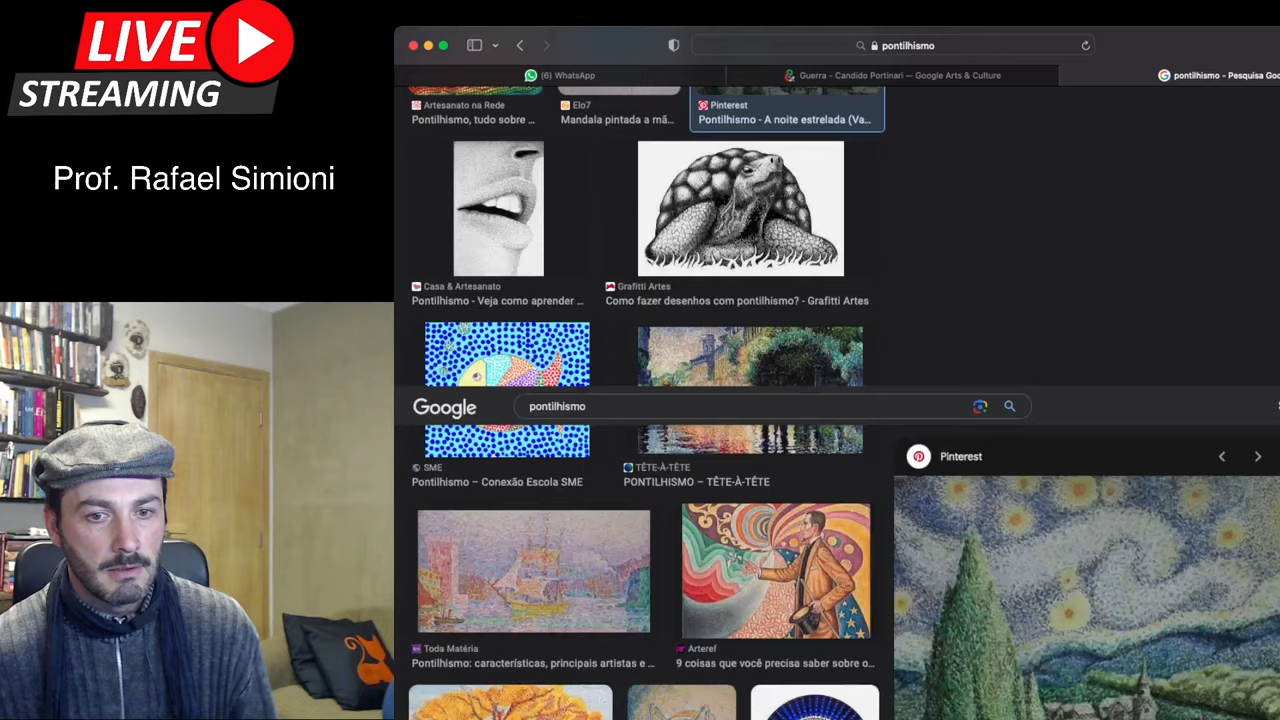 LIVE
STREAMING
Prof. Rafael Simioni
pontilhismo
(6) WhatsApp
Guerra - Candido Portinari — Google Arts & Culture
pontilhismo - Pesquisa Goo
Artesanato na Rede
Pontilhismo, tudo sobre ...
Elo7
Mandala pintada a mã...
Pinterest
Pontilhismo - A noite estrelada (Va...
Casa & Artesanato
Pontilhismo - Veja como aprender ...
Grafitti Artes
Como fazer desenhos com pontilhismo? - Grafitti Artes
Google
pontilhismo
SME
Pontilhismo – Conexão Escola SME
TÊTE-À-TÊTE
PONTILHISMO – TÊTE-À-TÊTE
Pinterest
Toda Matéria
Pontilhismo: características, principais artistas e ...
Arteref
9 coisas que você precisa saber sobre o...